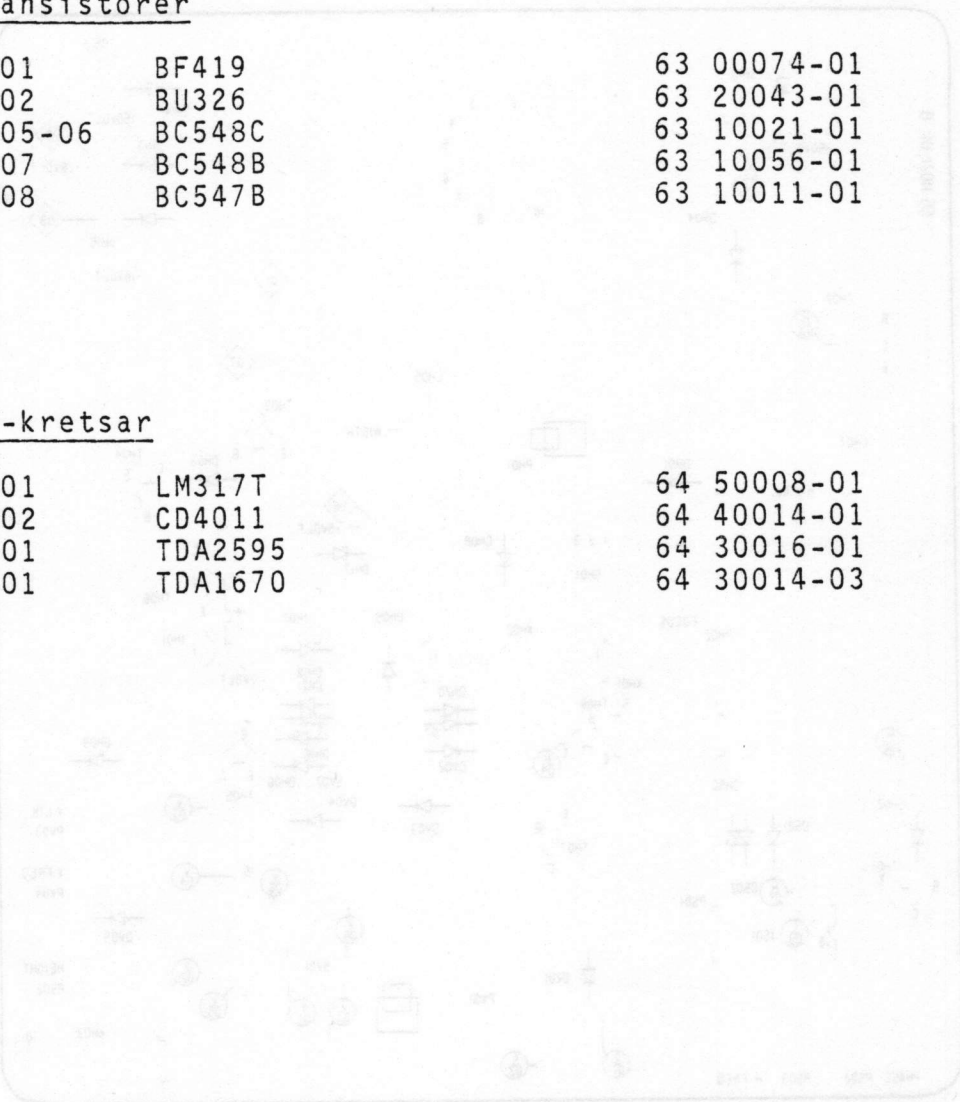 ansistorer
01 BF419 63 00074-01
02 BU326 63 20043-01
05-06 BC548C 63 10021-01
07 BC548B 63 10056-01
08 BC547B 63 10011-01
-kretsar
01 LM317T 64 50008-01
02 CD4011 64 40014-01
01 TDA2595 64 30016-01
01 TDA1670 64 30014-03